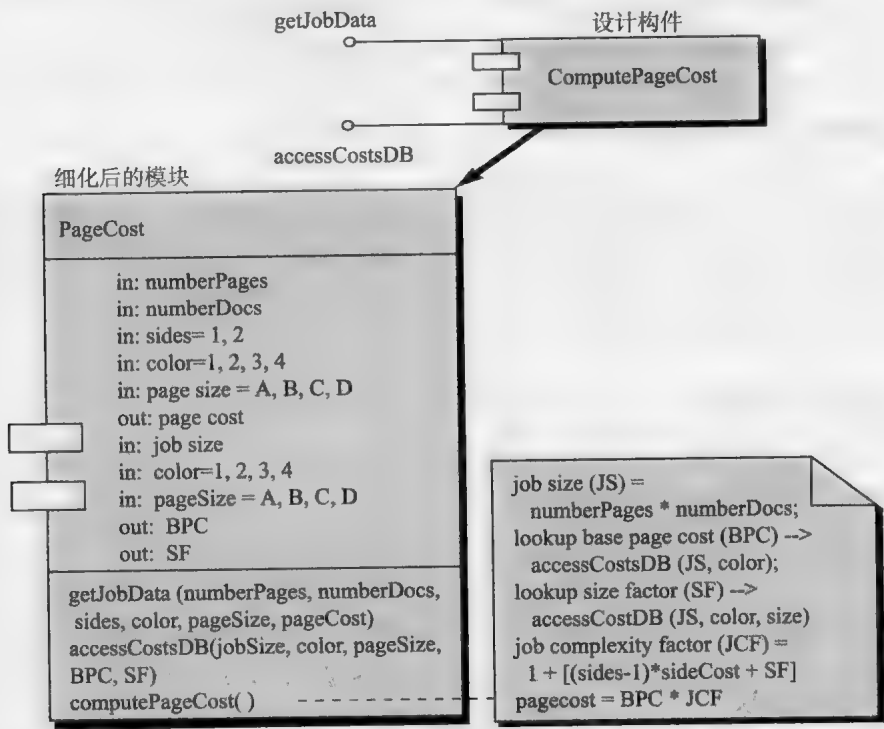 getJobData
设计构件
ComputePageCost
accessCostsDB
细化后的模块
PageCost
in: numberPages
in: numberDocs
in: sides= 1, 2
in: color=1, 2, 3, 4
in: page size = A, B, C, D
out: page cost
in: job size
in: color=1, 2, 3, 4
in: pageSize = A, B, C, D
out: BPC
out: SF
getJobData (numberPages, numberDocs,
sides, color, pageSize, pageCost)
accessCostsDB(jobSize, color, pageSize,
BPC, SF)
computePageCost( )
job size (JS) =
numberPages * numberDocs;
lookup base page cost (BPC) -->
accessCostsDB (JS, color);
lookup size factor (SF) -->
accessCostDB (JS, color, size)
job complexity factor (JCF) =
1 + [(sides-1)*sideCost + SF]
pagecost = BPC * JCF